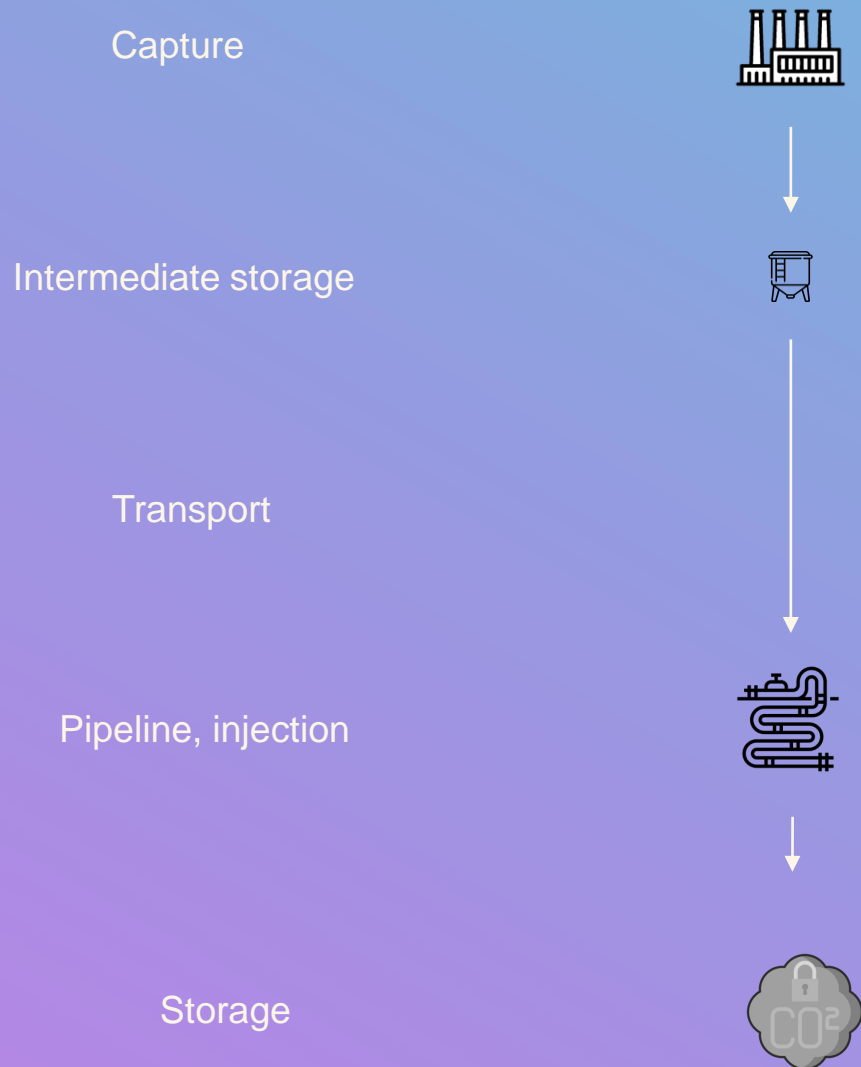 Capture
Intermediate storage
Transport
Pipeline, injection
Storage
CO²